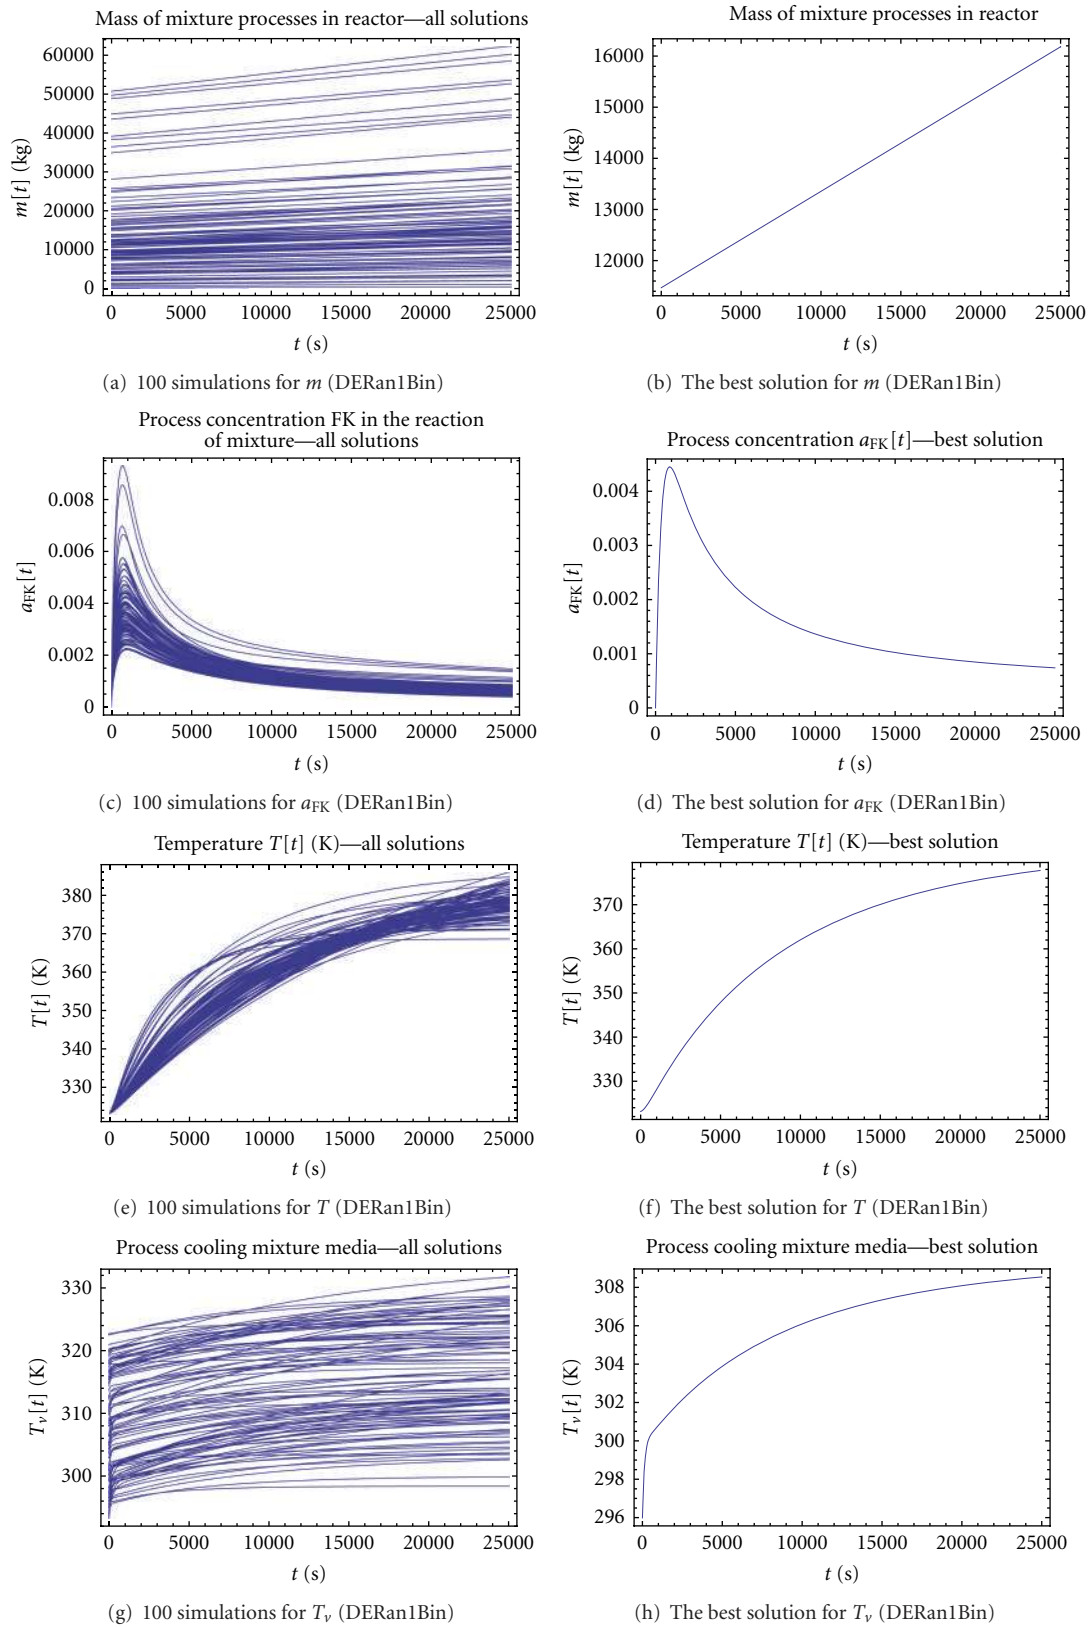 Mass of mixture processes in reactor—all solutions
60000
50000
40000
30000
20000
10000
0
m[t] (kg)
0 5000 10000 15000 20000 25000
t (s)
(a) 100 simulations for m (DERan1Bin)
Mass of mixture processes in reactor
16000
15000
14000
13000
12000
m[t] (kg)
0 5000 10000 15000 20000 25000
t (s)
(b) The best solution for m (DERan1Bin)
Process concentration FK in the reaction
of mixture—all solutions
0.008
0.006
0.004
0.002
0
aFK[t]
0 5000 10000 15000 20000 25000
t (s)
(c) 100 simulations for aFK (DERan1Bin)
Process concentration aFK[t]—best solution
0.004
0.003
0.002
0.001
0
aFK[t]
0 5000 10000 15000 20000 25000
t (s)
(d) The best solution for aFK (DERan1Bin)
Temperature T[t] (K)—all solutions
380
370
360
350
340
330
T[t] (K)
0 5000 10000 15000 20000 25000
t (s)
(e) 100 simulations for T (DERan1Bin)
Temperature T[t] (K)—best solution
370
360
350
340
330
T[t] (K)
0 5000 10000 15000 20000 25000
t (s)
(f) The best solution for T (DERan1Bin)
Process cooling mixture media—all solutions
330
320
310
300
Tv[t] (K)
0 5000 10000 15000 20000 25000
t (s)
(g) 100 simulations for Tv (DERan1Bin)
Process cooling mixture media—best solution
308
306
304
302
300
298
296
Tv[t] (K)
0 5000 10000 15000 20000 25000
t (s)
(h) The best solution for Tv (DERan1Bin)